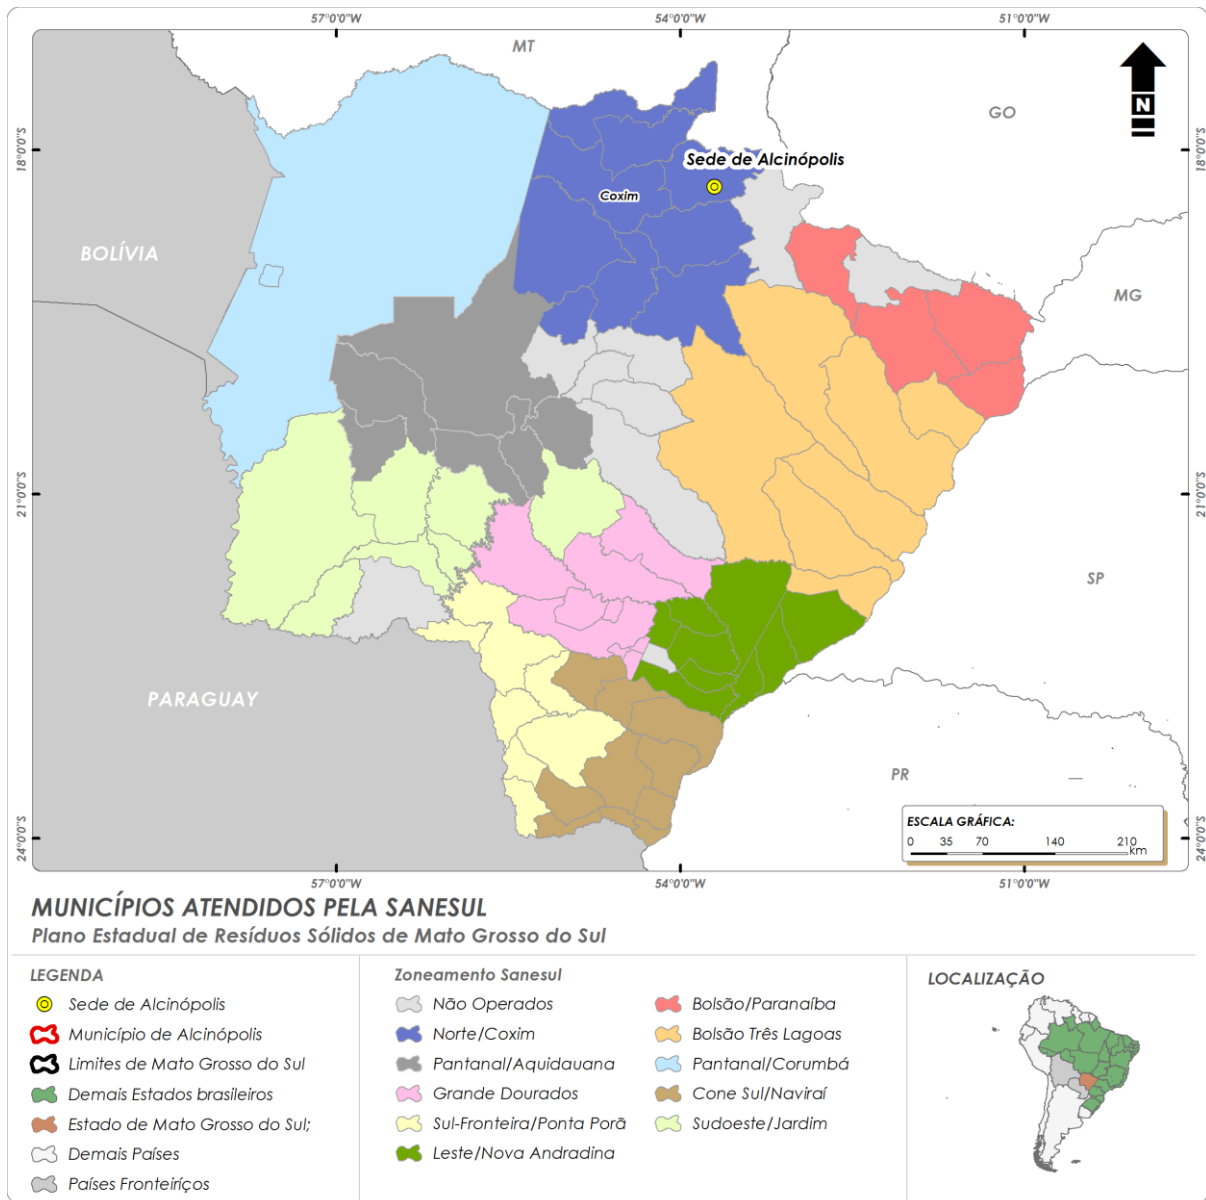 57°0'0"W 54°0'0"W 51°0'0"W
MT
GO
N
18°0'0"S 18°0'0"S
Sede de Alcinópolis
Coxim
BOLÍVIA
MG
21°0'0"S 21°0'0"S
SP
PARAGUAY
PR
ESCALA GRÁFICA:
0 35 70 140 210
km
24°0'0"S 24°0'0"S
57°0'0"W 54°0'0"W 51°0'0"W
MUNICÍPIOS ATENDIDOS PELA SANESUL
Plano Estadual de Resíduos Sólidos de Mato Grosso do Sul
LEGENDA
Sede de Alcinópolis
Município de Alcinópolis
Limites de Mato Grosso do Sul
Demais Estados brasileiros
Estado de Mato Grosso do Sul;
Demais Países
Países Fronteiríços
Zoneamento Sanesul
Não Operados
Norte/Coxim
Pantanal/Aquidauana
Grande Dourados
Sul-Fronteira/Ponta Porã
Leste/Nova Andradina
Bolsão/Paranaíba
Bolsão Três Lagoas
Pantanal/Corumbá
Cone Sul/Naviraí
Sudoeste/Jardim
LOCALIZAÇÃO